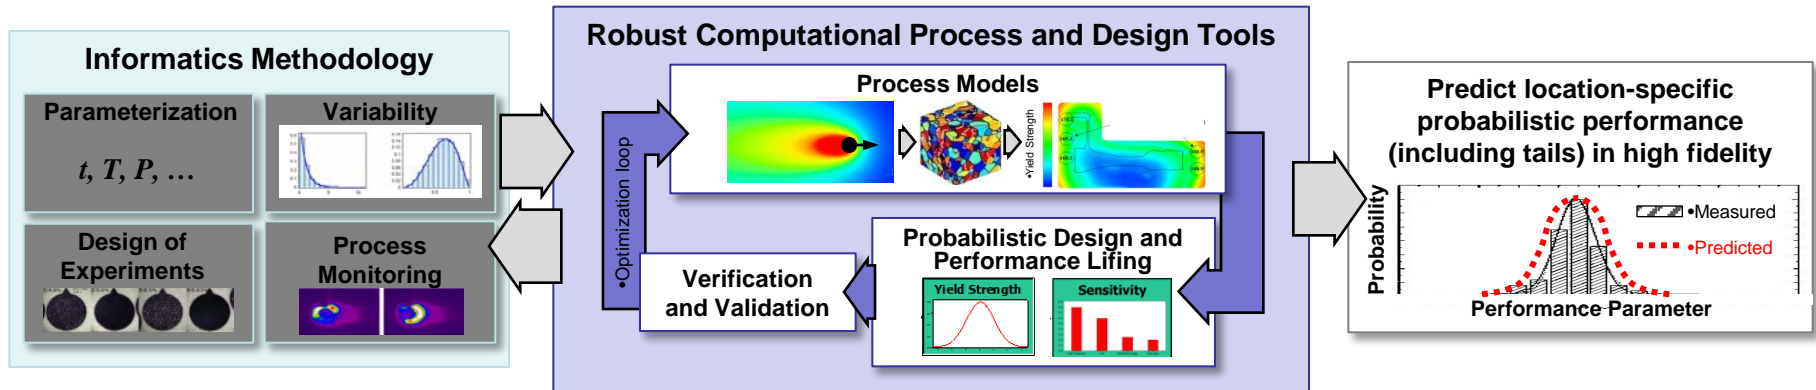 Informatics Methodology
Parameterization
t, T, P, …
Variability
Design of
Experiments
Process
Monitoring
Robust Computational Process and Design Tools
•Optimization loop
Process Models
•Yield Strength
Probabilistic Design and
Performance Lifing
Yield Strength
Sensitivity
Verification
and Validation
Predict location-specific
probabilistic performance
(including tails) in high fidelity
Probability
•Measured
•Predicted
Performance Parameter